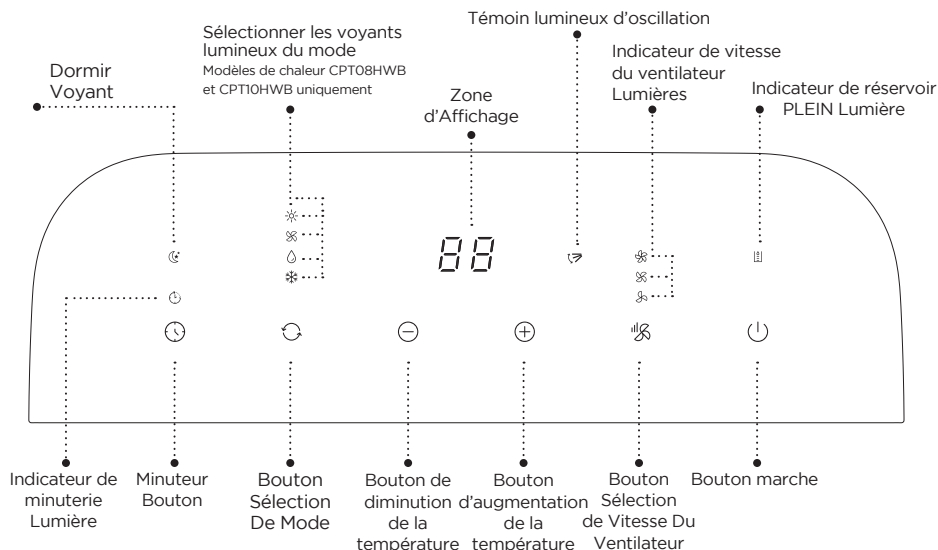 Témoin lumineux d'oscillation
Sélectionner les voyants
lumineux du mode
Modèles de chaleur CPT08HWB
et CPT10HWB uniquement
Indicateur de vitesse
du ventilateur
Lumières
Dormir
Voyant
Zone
d'Affichage
Indicateur de réservoir
PLEIN Lumière
88
Indicateur de
minuterie
Lumière
Minuteur
Bouton
Bouton
Sélection
De Mode
Bouton de
diminution
de la
température
Bouton
d'augmentation
de la
température
Bouton
Sélection
de Vitesse Du
Ventilateur
Bouton marche